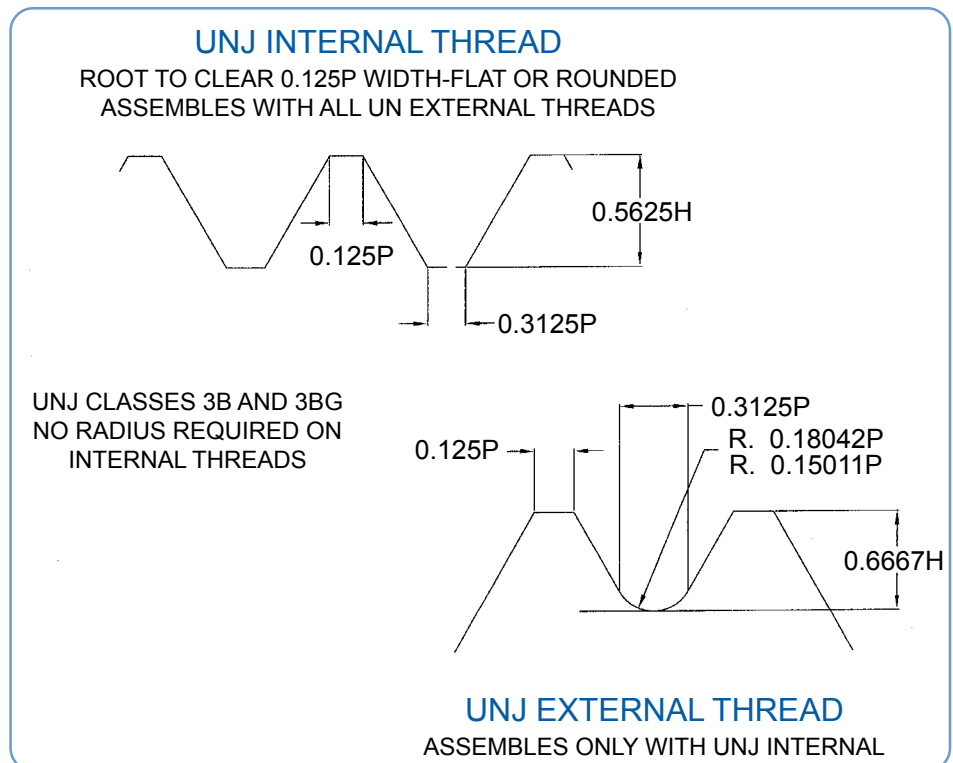 UNJ INTERNAL THREAD
ROOT TO CLEAR 0.125P WIDTH-FLAT OR ROUNDED
ASSEMBLES WITH ALL UN EXTERNAL THREADS
0.5625H
0.125P
0.3125P
UNJ CLASSES 3B AND 3BG
NO RADIUS REQUIRED ON
INTERNAL THREADS
0.3125P
R. 0.18042P
R. 0.15011P
0.125P
0.6667H
UNJ EXTERNAL THREAD
ASSEMBLES ONLY WITH UNJ INTERNAL